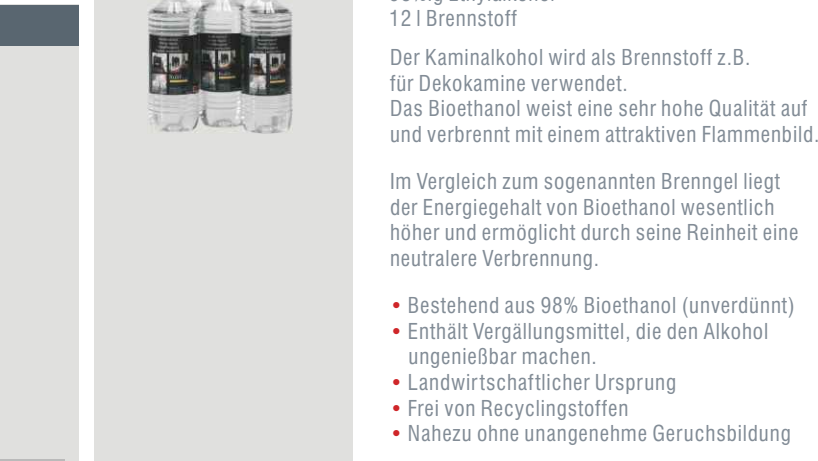 12 l Brennstoff
Der Kaminalkohol wird als Brennstoff z.B.
für Dekokamine verwendet.
Das Bioethanol weist eine sehr hohe Qualität auf
und verbrennt mit einem attraktiven Flammenbild.
Im Vergleich zum sogenannten Brenngel liegt
der Energiegehalt von Bioethanol wesentlich
höher und ermöglicht durch seine Reinheit eine
neutralere Verbrennung.
• Bestehend aus 98% Bioethanol (unverdünnt)
• Enthält Vergällungsmittel, die den Alkohol
ungenießbar machen.
• Landwirtschaftlicher Ursprung
• Frei von Recyclingstoffen
• Nahezu ohne unangenehme Geruchsbildung